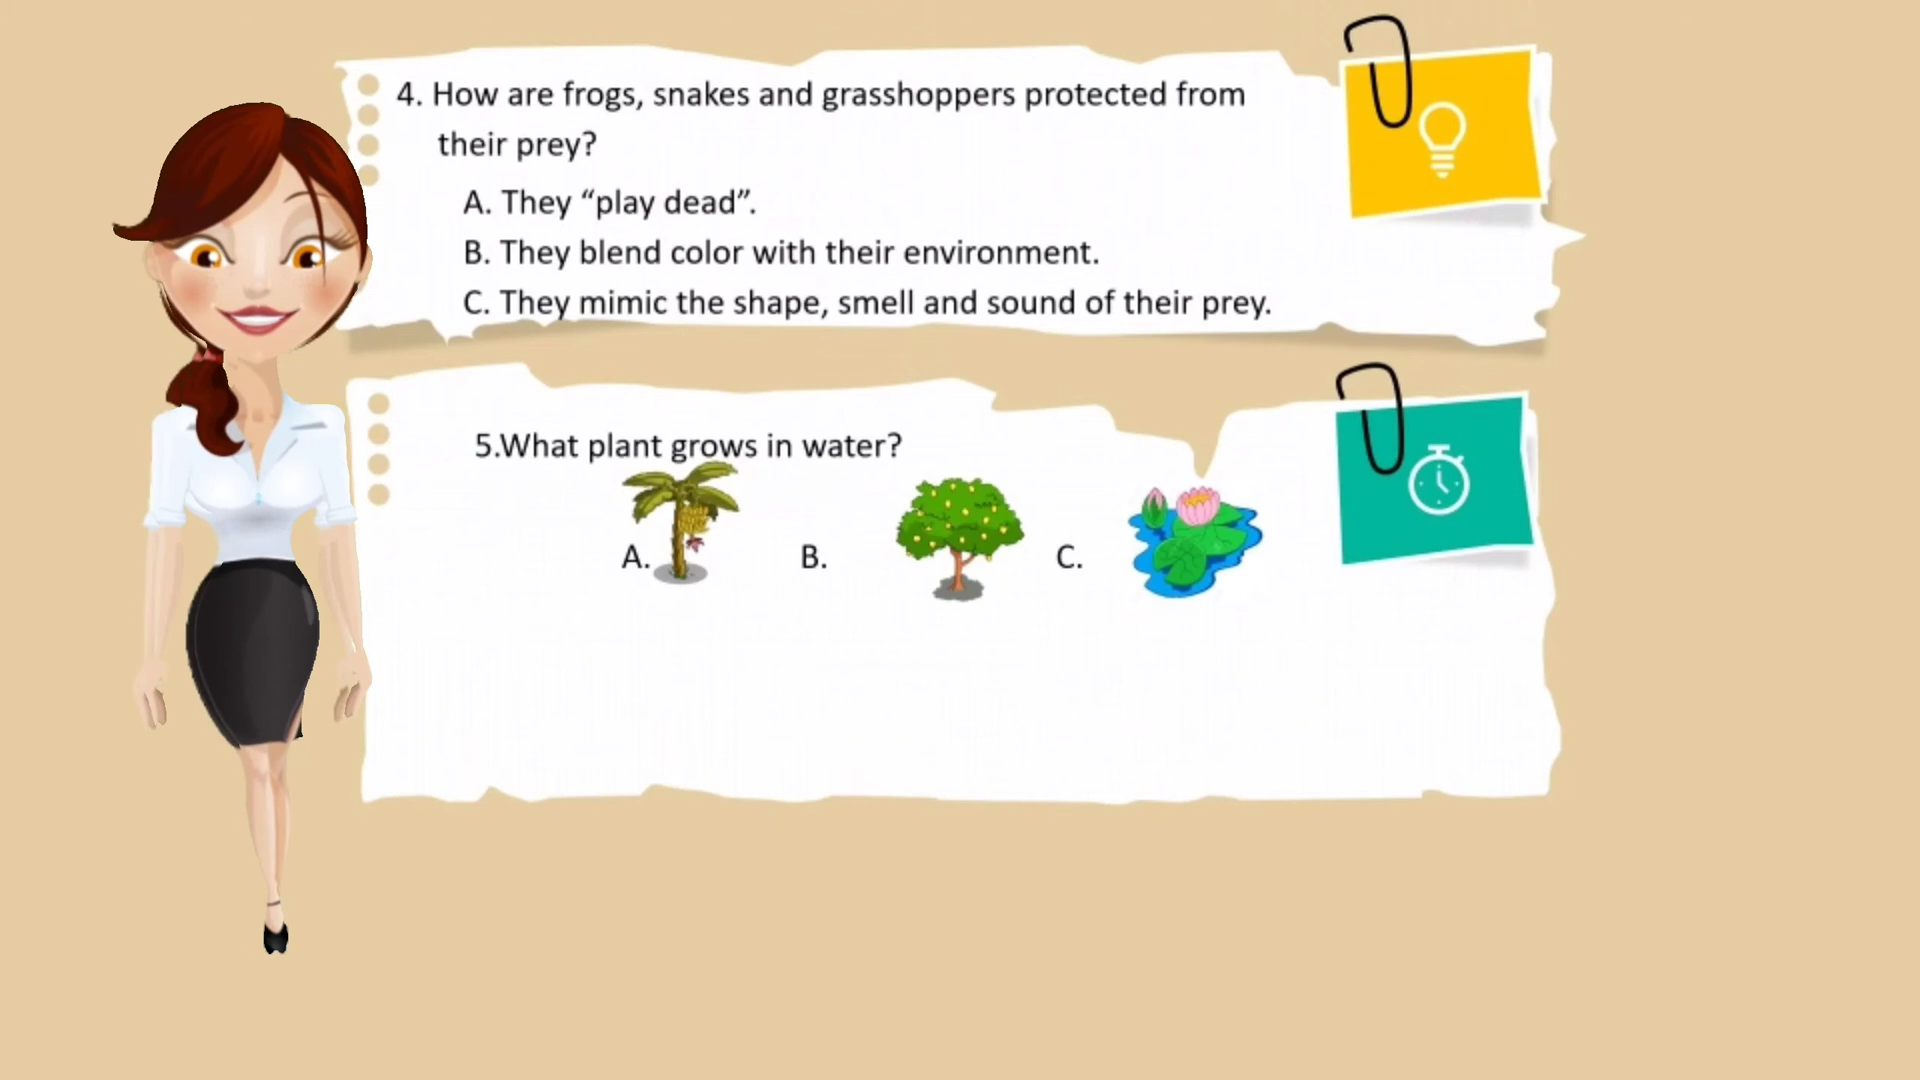 4. How are frogs, snakes and grasshoppers protected from
their prey?
A. They “play dead”.
B. They blend color with their environment.
C. They mimic the shape, smell and sound of their prey.
5.What plant grows in water?
A. B. C.